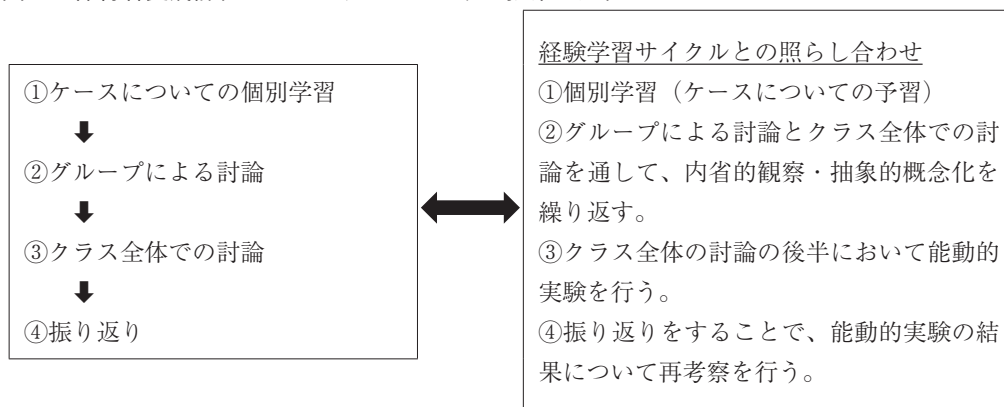 ①ケースについての個別学習
⬇
②グループによる討論
⬇
③クラス全体での討論
⬇
④振り返り
経験学習サイクルとの照らし合わせ
①個別学習（ケースについての予習）
②グループによる討論とクラス全体での討
論を通して、内省的観察・抽象的概念化を
繰り返す。
③クラス全体の討論の後半において能動的
実験を行う。
④振り返りをすることで、能動的実験の結
果について再考察を行う。